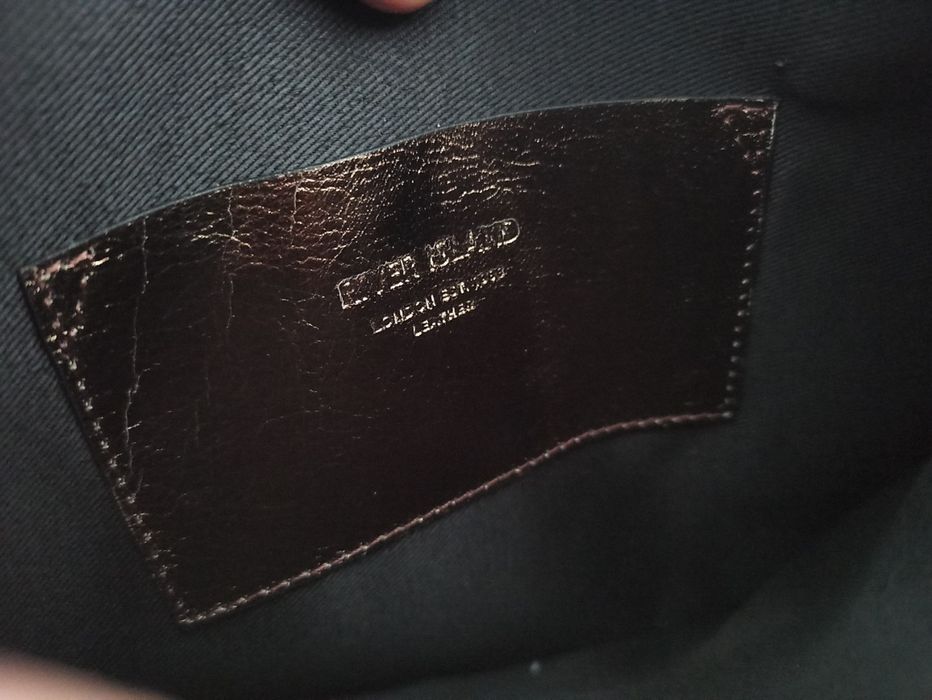 RIVER ISLAND
LONDON EST.
LEATHER